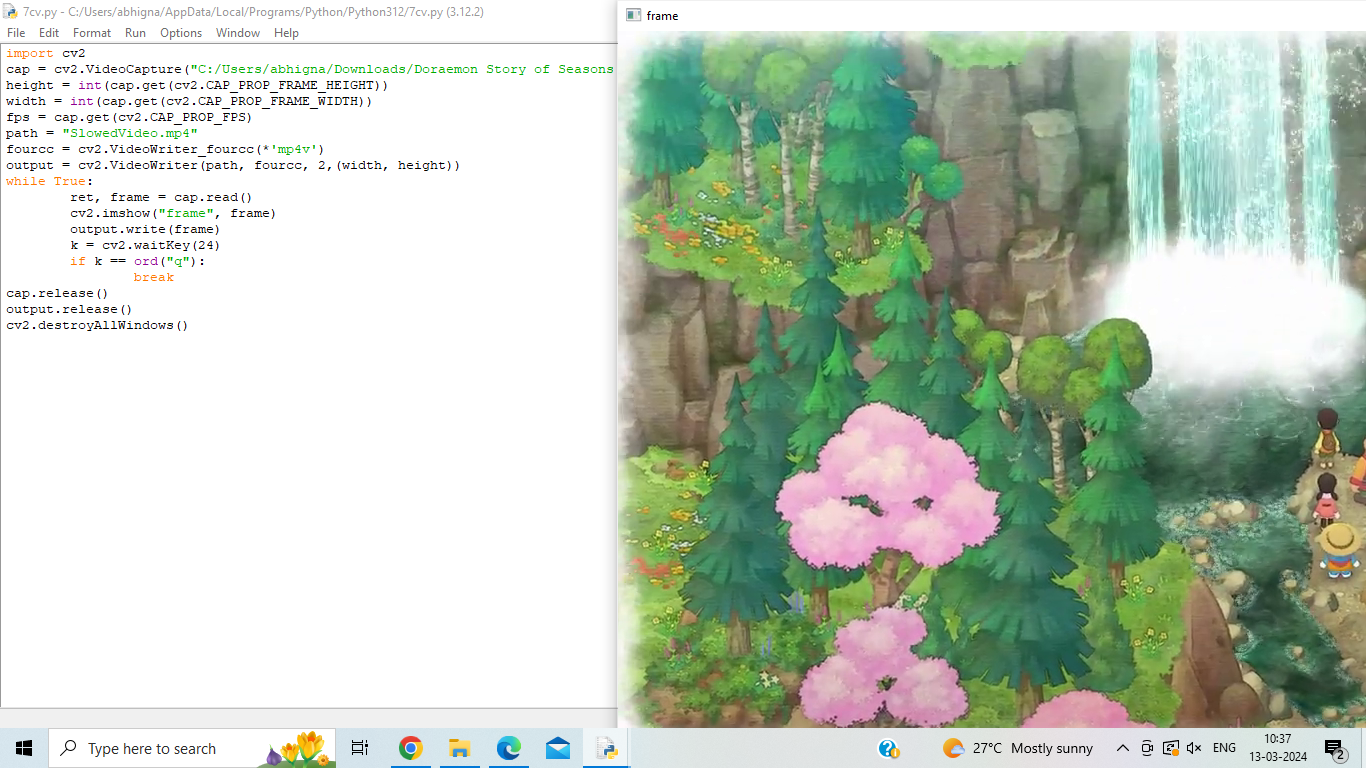 7cv.py - C:/Users/abhigna/AppData/Local/Programs/Python/Python312/7cv.py (3.12.2)
File Edit Format Run Options Window Help
import cv2
cap = cv2.VideoCapture("C:/Users/abhigna/Downloads/Doraemon Story of Seasons
height = int(cap.get(cv2.CAP_PROP_FRAME_HEIGHT))
width = int(cap.get(cv2.CAP_PROP_FRAME_WIDTH))
fps = cap.get(cv2.CAP_PROP_FPS)
path = "SlowedVideo.mp4"
fourcc = cv2.VideoWriter_fourcc(*'mp4v')
output = cv2.VideoWriter(path, fourcc, 2,(width, height))
while True:
        ret, frame = cap.read()
        cv2.imshow("frame", frame)
        output.write(frame)
        k = cv2.waitKey(24)
        if k == ord("q"):
                break
cap.release()
output.release()
cv2.destroyAllWindows()
frame
Type here to search
27°C Mostly sunny
ENG
10:37
13-03-2024
2